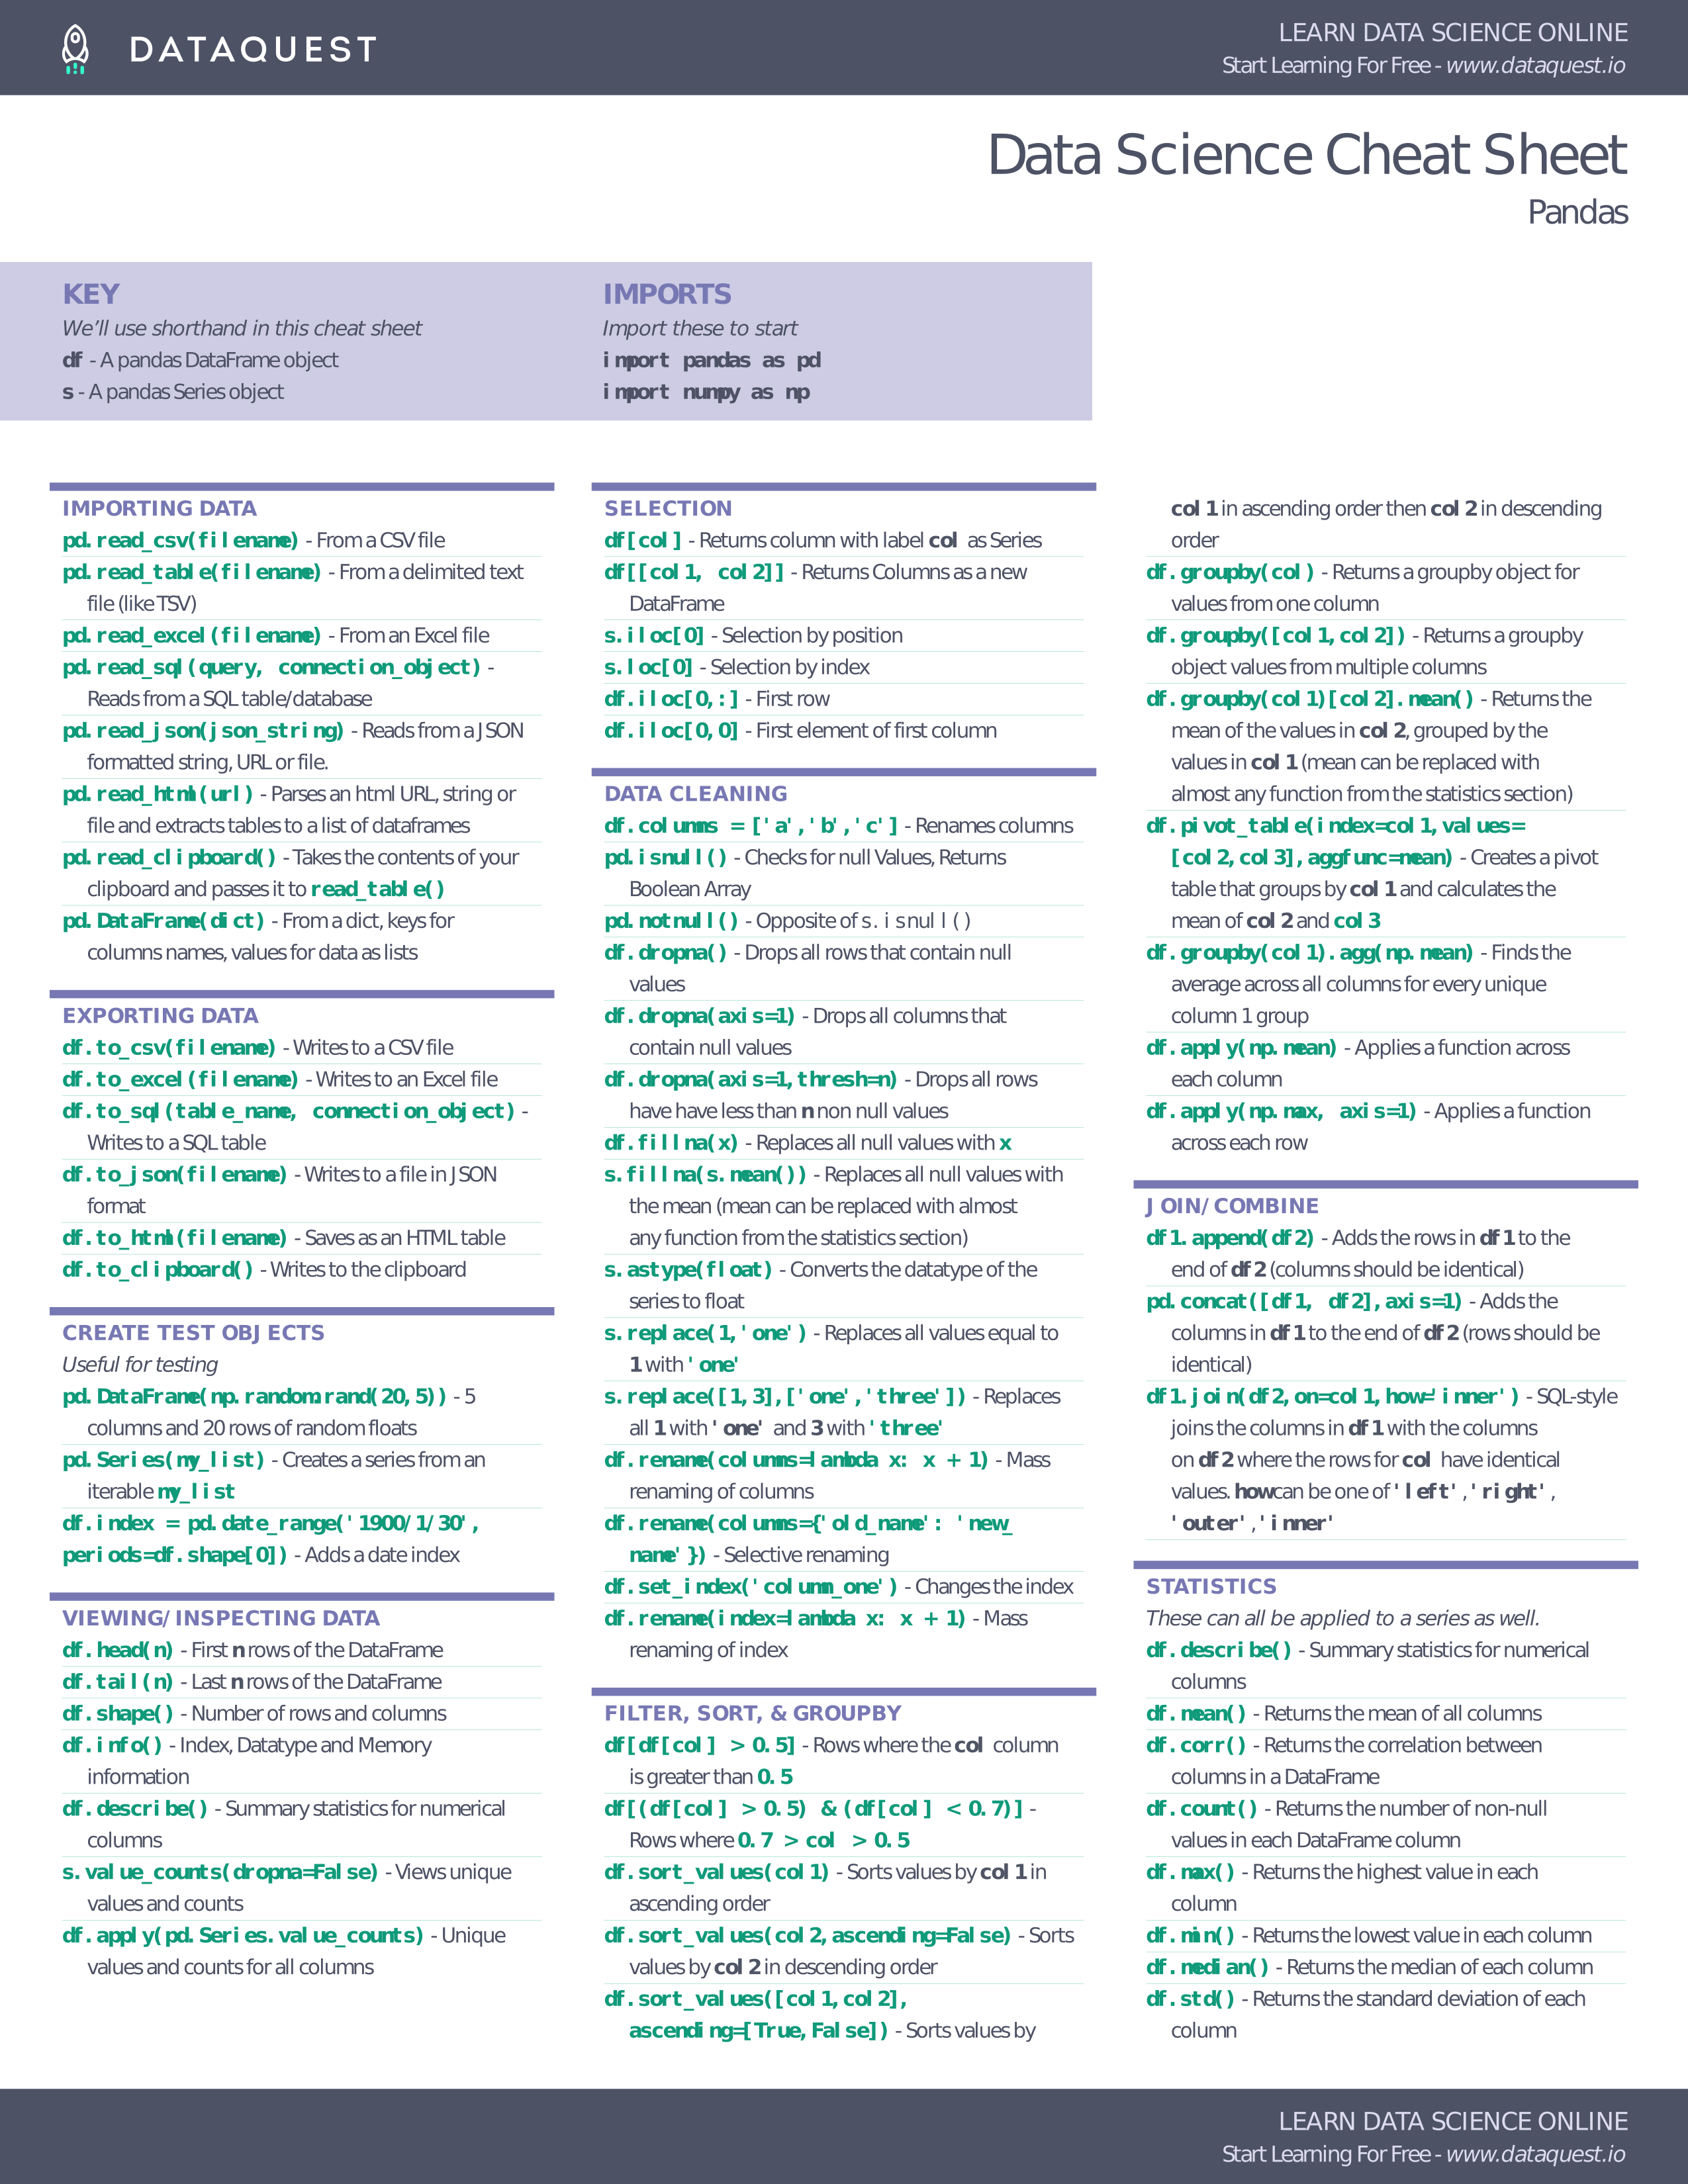 DATAQUEST
LEARN DATA SCIENCE ONLINE
Start Learning For Free - www.dataquest.io
Data Science Cheat Sheet
Pandas
KEY
We’ll use shorthand in this cheat sheet
df - A pandas DataFrame object
s - A pandas Series object
IMPORTS
Import these to start
import pandas as pd
import numpy as np
IMPORTING DATA
pd.read_csv(filename) - From a CSV file
pd.read_table(filename) - From a delimited text
file (like TSV)
pd.read_excel(filename) - From an Excel file
pd.read_sql(query, connection_object) -
Reads from a SQL table/database
pd.read_json(json_string) - Reads from a JSON
formatted string, URL or file.
pd.read_html(url) - Parses an html URL, string or
file and extracts tables to a list of dataframes
pd.read_clipboard() - Takes the contents of your
clipboard and passes it to read_table()
pd.DataFrame(dict) - From a dict, keys for
columns names, values for data as lists
EXPORTING DATA
df.to_csv(filename) - Writes to a CSV file
df.to_excel(filename) - Writes to an Excel file
df.to_sql(table_name, connection_object) -
Writes to a SQL table
df.to_json(filename) - Writes to a file in JSON
format
df.to_html(filename) - Saves as an HTML table
df.to_clipboard() - Writes to the clipboard
CREATE TEST OBJECTS
Useful for testing
pd.DataFrame(np.random.rand(20,5)) - 5
columns and 20 rows of random floats
pd.Series(my_list) - Creates a series from an
iterable my_list
df.index = pd.date_range('1900/1/30',
periods=df.shape[0]) - Adds a date index
VIEWING/INSPECTING DATA
df.head(n) - First n rows of the DataFrame
df.tail(n) - Last n rows of the DataFrame
df.shape() - Number of rows and columns
df.info() - Index, Datatype and Memory
information
df.describe() - Summary statistics for numerical
columns
s.value_counts(dropna=False) - Views unique
values and counts
df.apply(pd.Series.value_counts) - Unique
values and counts for all columns
SELECTION
df[col] - Returns column with label col as Series
df[[col1, col2]] - Returns Columns as a new
DataFrame
s.iloc[0] - Selection by position
s.loc[0] - Selection by index
df.iloc[0,:] - First row
df.iloc[0,0] - First element of first column
DATA CLEANING
df.columns = ['a','b','c'] - Renames columns
pd.isnull() - Checks for null Values, Returns
Boolean Array
pd.notnull() - Opposite of s.isnull()
df.dropna() - Drops all rows that contain null
values
df.dropna(axis=1) - Drops all columns that
contain null values
df.dropna(axis=1,thresh=n) - Drops all rows
have have less than n non null values
df.fillna(x) - Replaces all null values with x
s.fillna(s.mean()) - Replaces all null values with
the mean (mean can be replaced with almost
any function from the statistics section)
s.astype(float) - Converts the datatype of the
series to float
s.replace(1,'one') - Replaces all values equal to
1 with 'one'
s.replace([1,3],['one','three']) - Replaces
all 1 with 'one' and 3 with 'three'
df.rename(columns=lambda x: x + 1) - Mass
renaming of columns
df.rename(columns={'old_name': 'new_
name'}) - Selective renaming
df.set_index('column_one') - Changes the index
df.rename(index=lambda x: x + 1) - Mass
renaming of index
FILTER, SORT, & GROUPBY
df[df[col] > 0.5] - Rows where the col column
is greater than 0.5
df[(df[col] > 0.5) & (df[col] < 0.7)] -
Rows where 0.7 > col > 0.5
df.sort_values(col1) - Sorts values by col1 in
ascending order
df.sort_values(col2,ascending=False) - Sorts
values by col2 in descending order
df.sort_values([col1,col2],
ascending=[True,False]) - Sorts values by
col1 in ascending order then col2 in descending
order
df.groupby(col) - Returns a groupby object for
values from one column
df.groupby([col1,col2]) - Returns a groupby
object values from multiple columns
df.groupby(col1)[col2].mean() - Returns the
mean of the values in col2, grouped by the
values in col1 (mean can be replaced with
almost any function from the statistics section)
df.pivot_table(index=col1,values=
[col2,col3],aggfunc=mean) - Creates a pivot
table that groups by col1 and calculates the
mean of col2 and col3
df.groupby(col1).agg(np.mean) - Finds the
average across all columns for every unique
column 1 group
df.apply(np.mean) - Applies a function across
each column
df.apply(np.max, axis=1) - Applies a function
across each row
JOIN/COMBINE
df1.append(df2) - Adds the rows in df1 to the
end of df2 (columns should be identical)
pd.concat([df1, df2],axis=1) - Adds the
columns in df1 to the end of df2 (rows should be
identical)
df1.join(df2,on=col1,how='inner') - SQL-style
joins the columns in df1 with the columns
on df2 where the rows for col have identical
values. how can be one of 'left','right',
'outer','inner'
STATISTICS
These can all be applied to a series as well.
df.describe() - Summary statistics for numerical
columns
df.mean() - Returns the mean of all columns
df.corr() - Returns the correlation between
columns in a DataFrame
df.count() - Returns the number of non-null
values in each DataFrame column
df.max() - Returns the highest value in each
column
df.min() - Returns the lowest value in each column
df.median() - Returns the median of each column
df.std() - Returns the standard deviation of each
column
LEARN DATA SCIENCE ONLINE
Start Learning For Free - www.dataquest.io